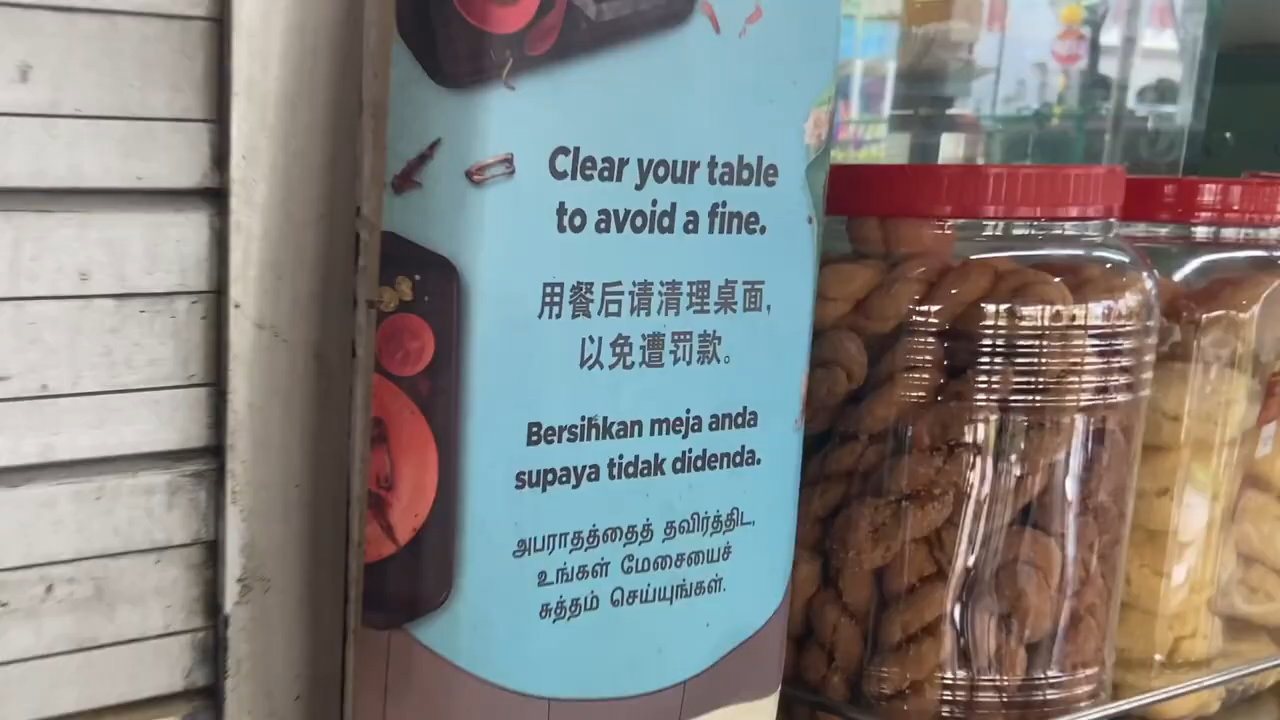 Clear your table
to avoid a fine.
用餐后请清理桌面,
以免遭罚款。
Bersihkan meja anda
supaya tidak didenda.
அபராதத்தைத் தவிர்த்திட,
உங்கள் மேசையைச்
சுத்தம் செய்யுங்கள்.